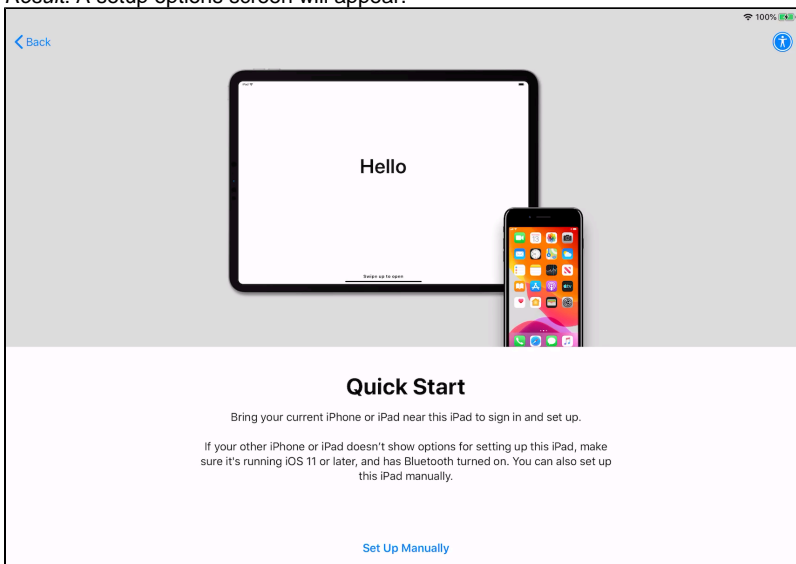 Result: A setup options screen will appear.
100%
Back
Hello
Swipe up to open
Quick Start
Bring your current iPhone or iPad near this iPad to sign in and set up.
If your other iPhone or iPad doesn't show options for setting up this iPad, make
sure it's running iOS 11 or later, and has Bluetooth turned on. You can also set up
this iPad manually.
Set Up Manually